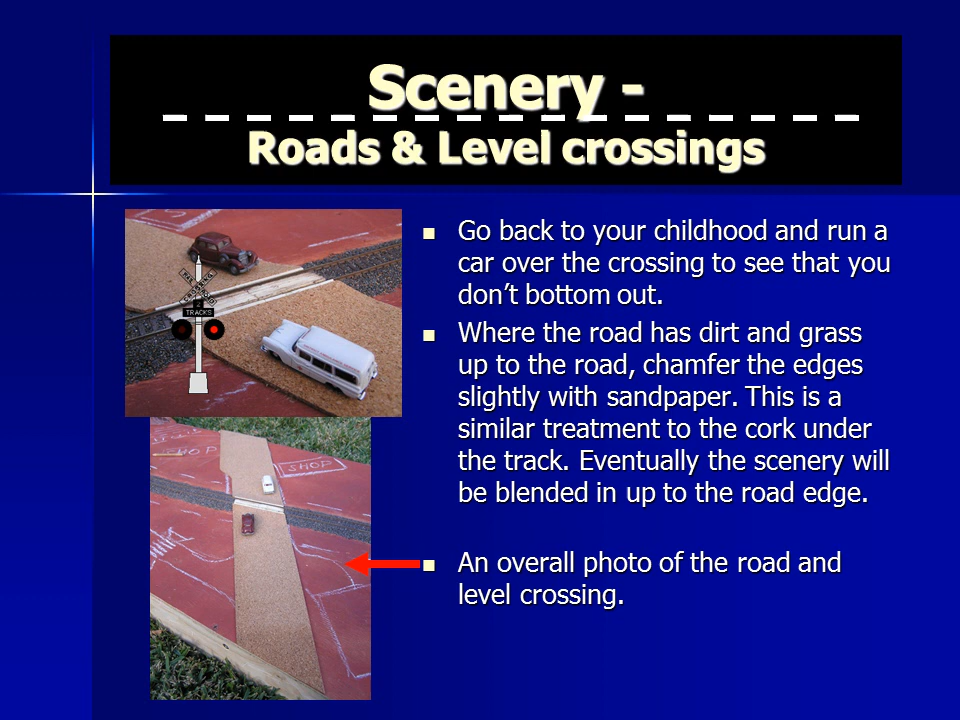 Scenery -
Roads & Level crossings
Go back to your childhood and run a
car over the crossing to see that you
don’t bottom out.
Where the road has dirt and grass
up to the road, chamfer the edges
slightly with sandpaper. This is a
similar treatment to the cork under
the track. Eventually the scenery will
be blended in up to the road edge.
An overall photo of the road and
level crossing.
CROSSING
2
TRACKS
SHOP
SHOP